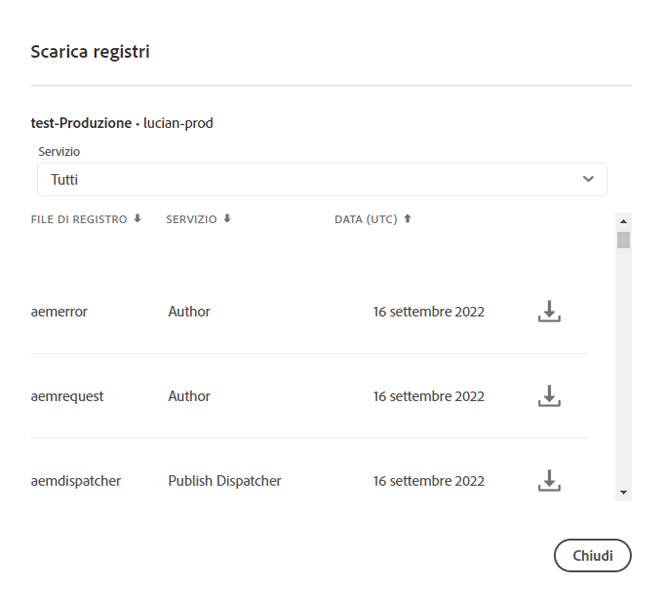 Scarica registri
test-Produzione • lucian-prod
Servizio
Tutti
FILE DI REGISTRO SERVIZIO DATA (UTC)
aemerror Author 16 settembre 2022
aemrequest Author 16 settembre 2022
aemdispatcher Publish Dispatcher 16 settembre 2022
Chiudi